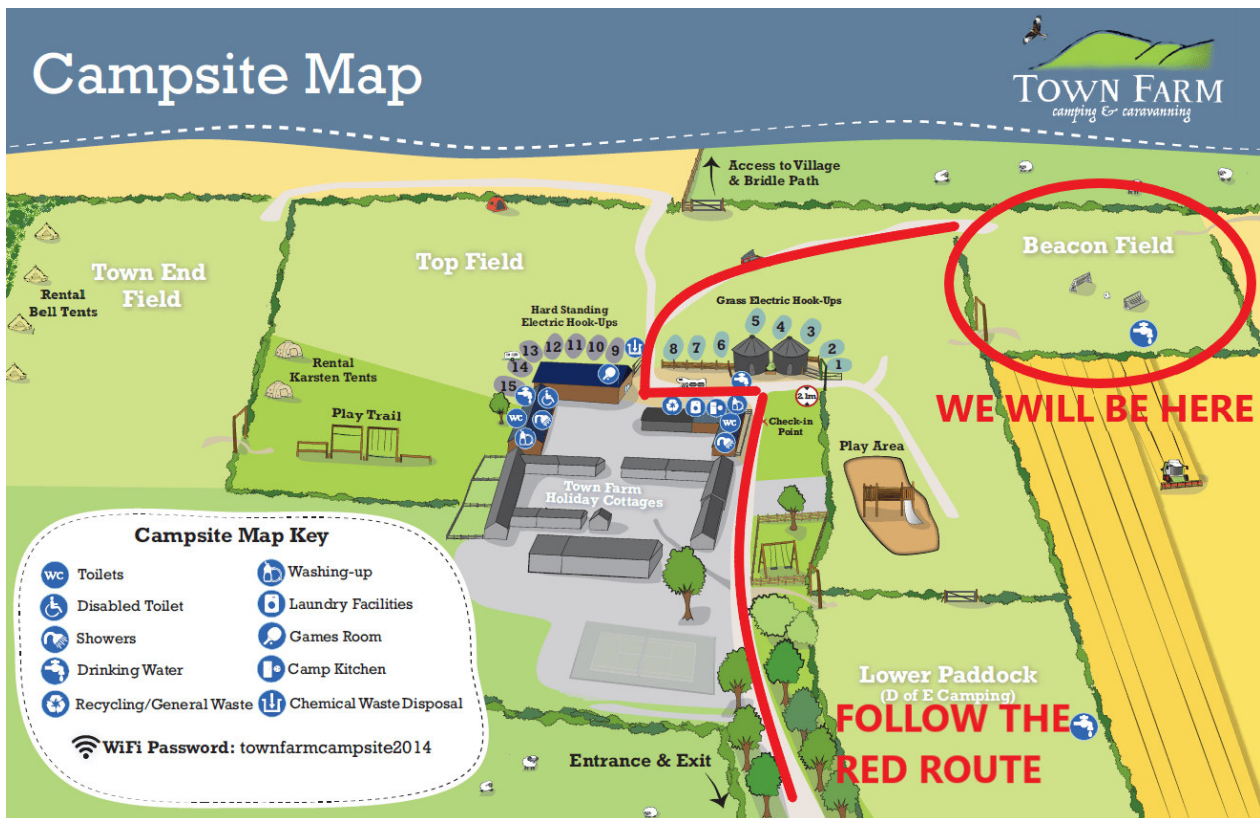 Campsite Map
TOWN FARM
camping & caravanning
Access to Village
& Bridle Path
Beacon Field
Town End
Field
Top Field
Rental
Bell Tents
Hard Standing
Electric Hook-Ups
Grass Electric Hook-Ups
5
4
3
6
7
8
2
1
13
12
11
10
9
14
15
Rental
Karsten Tents
2.1m
WE WILL BE HERE
Play Trail
WC
WC
Check-in
Point
Play Area
Town Farm
Holiday Cottages
Campsite Map Key
WC Toilets
Washing-up
Disabled Toilet
Laundry Facilities
Showers
Games Room
Drinking Water
Camp Kitchen
Recycling/General Waste
Chemical Waste Disposal
WiFi Password: townfarmcampsite2014
Lower Paddock
(D of E Camping)
FOLLOW THE
RED ROUTE
Entrance & Exit